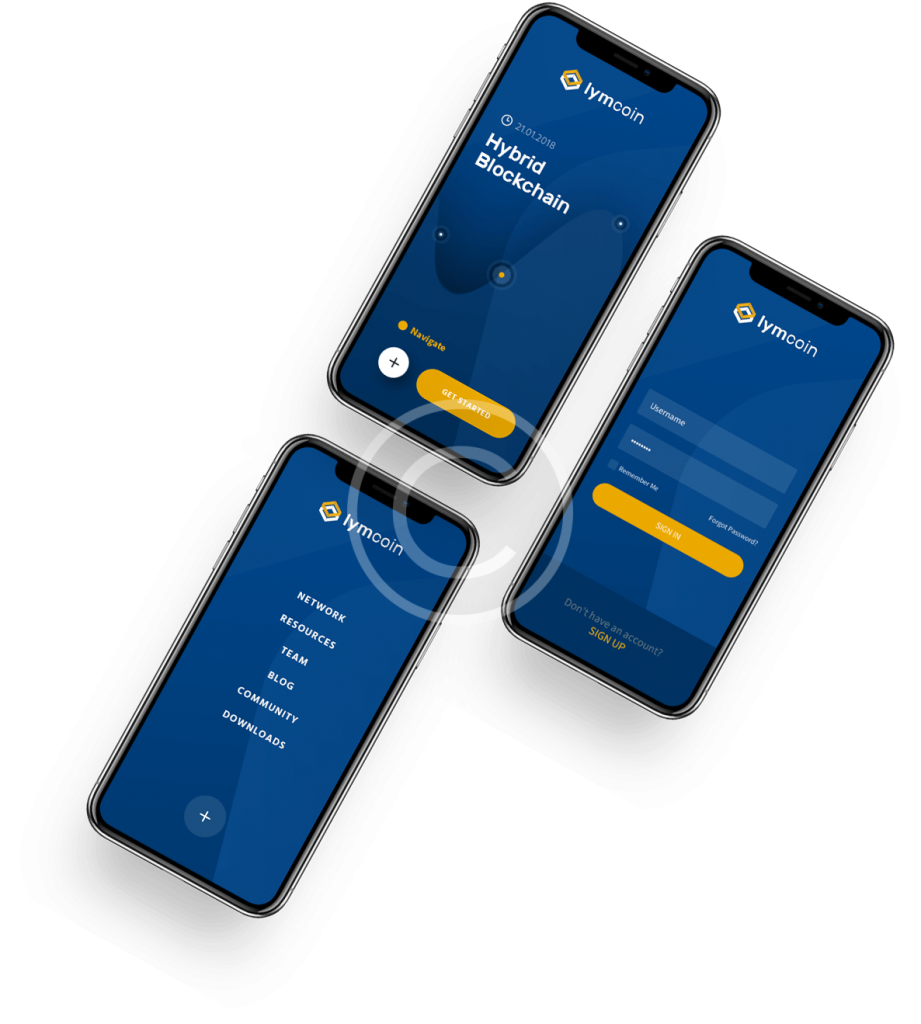 lymcoin
21.01.2018
Hybrid
Blockchain
Navigate
GET STARTED
lymcoin
Username
Remember Me
Forgot Password?
SIGN IN
Don't have an account?
SIGN UP
lymcoin
NETWORK
RESOURCES
TEAM
BLOG
COMMUNITY
DOWNLOADS